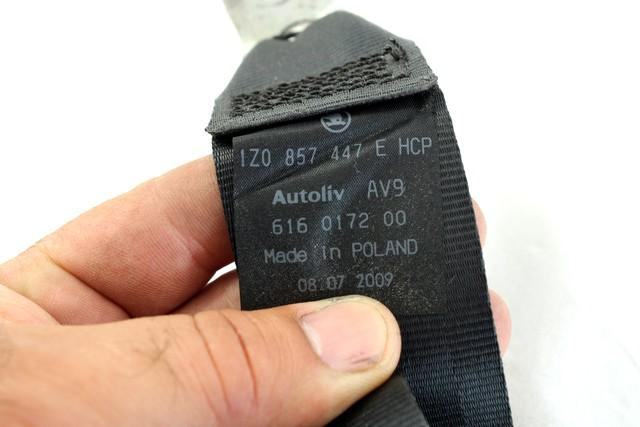 1Z0 857 447 E HCP
Autoliv AV9
616 0172 00
Made in POLAND
08.07 2009